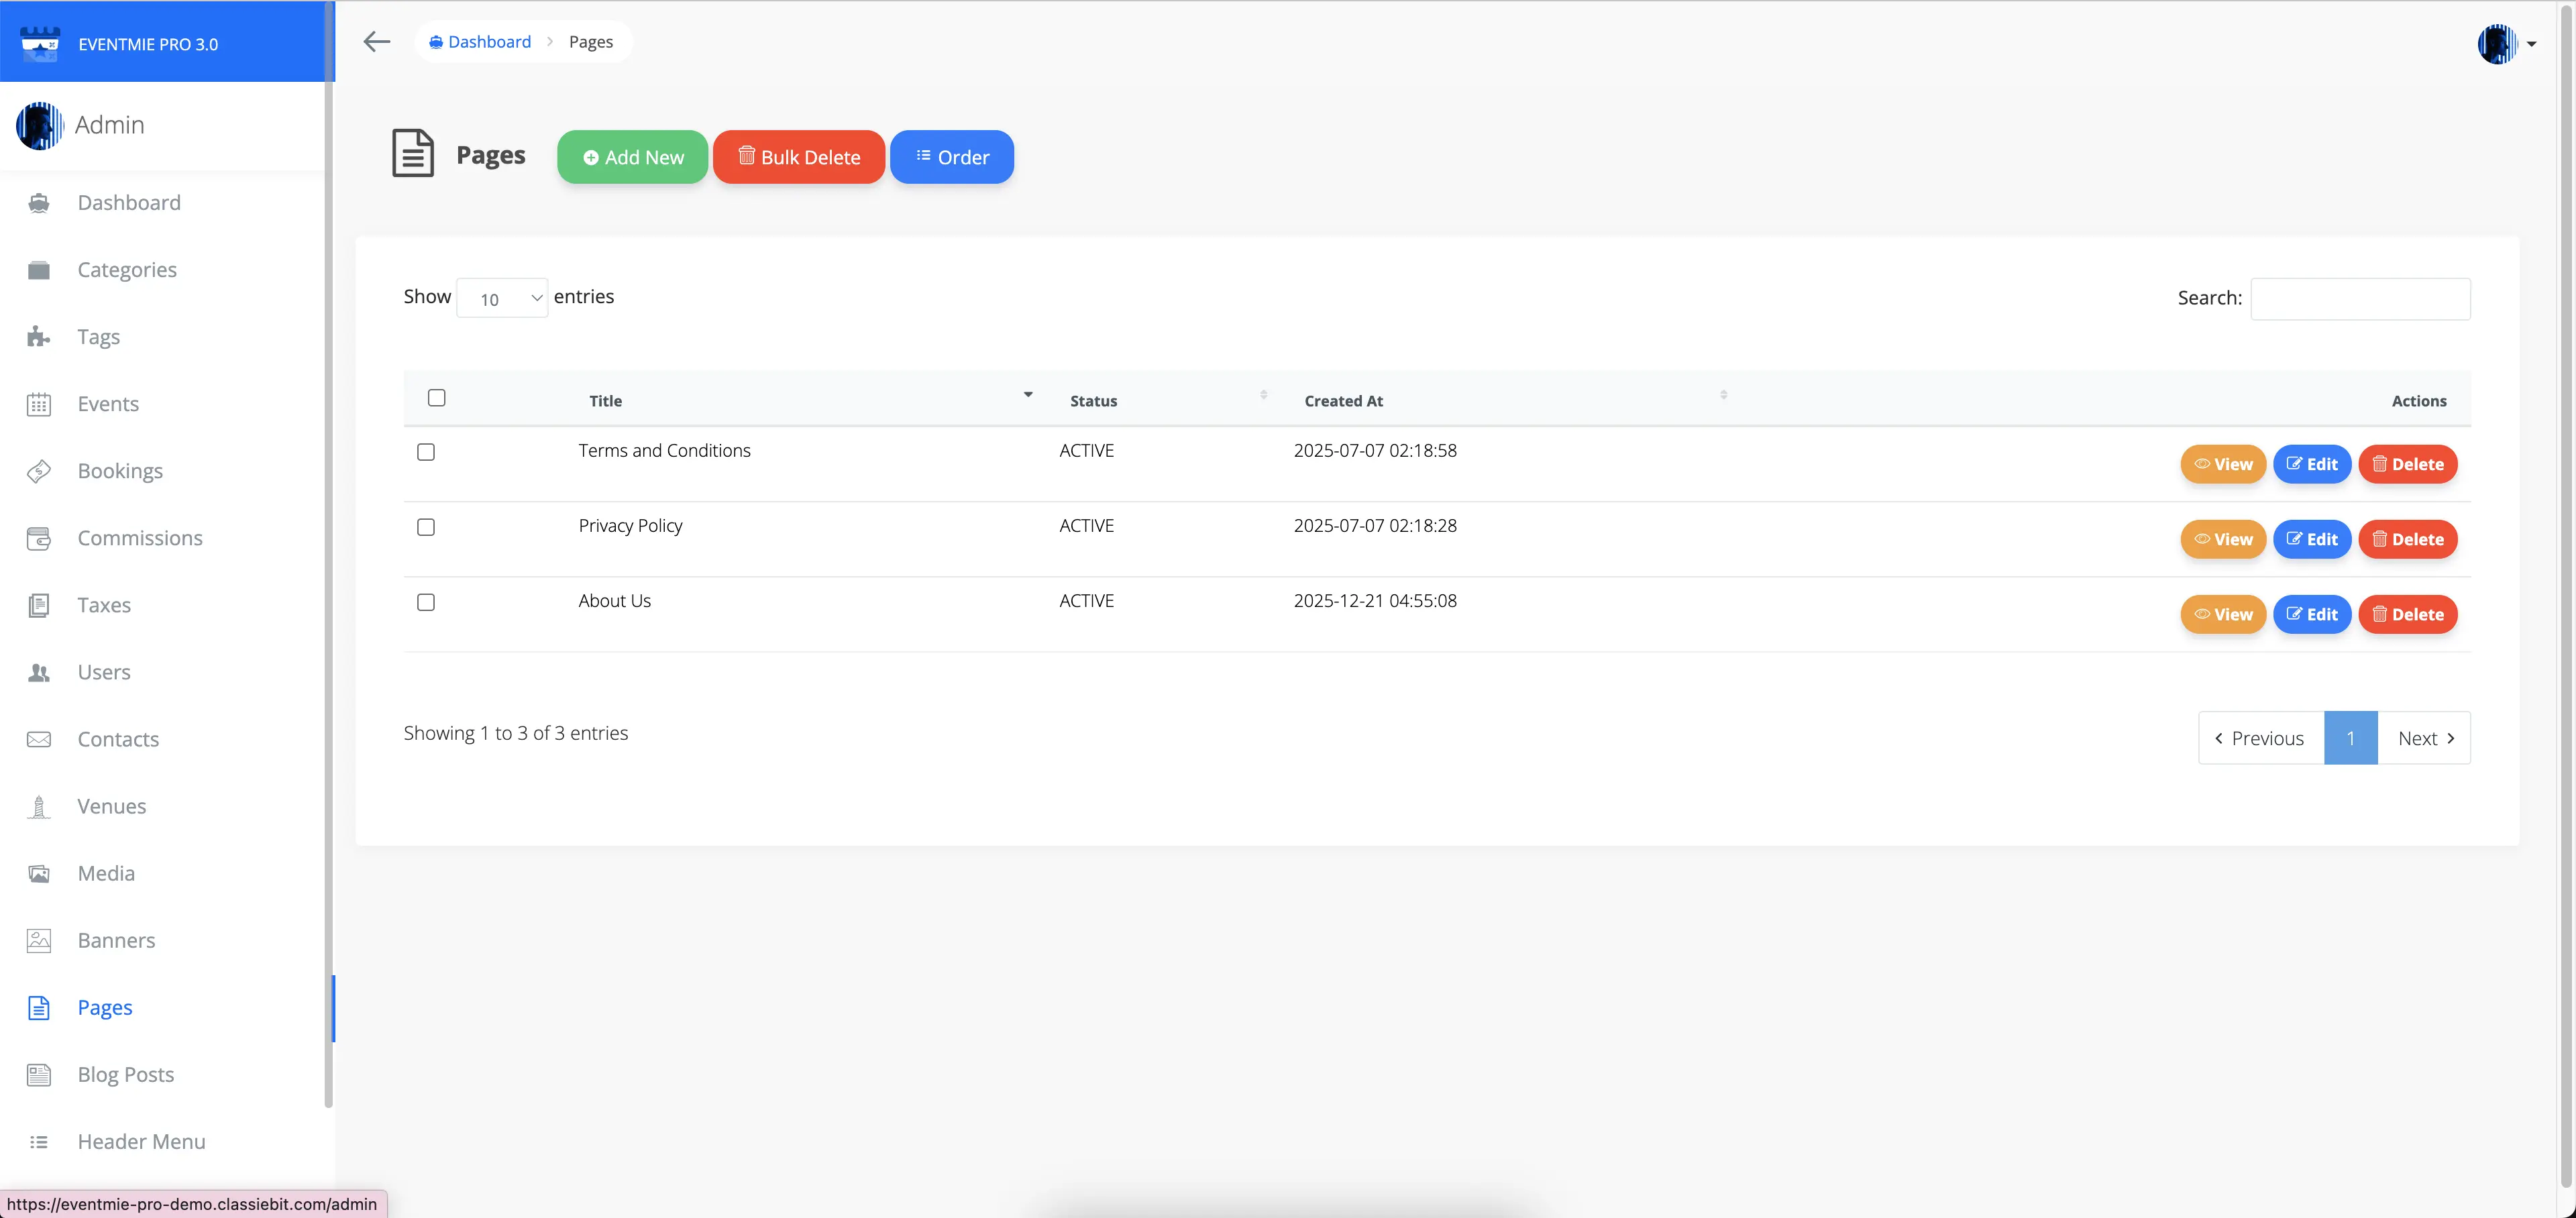 EVENTMIE PRO 3.0
Dashboard Pages
Admin
Pages Add New Bulk Delete Order
Dashboard
Categories
Tags
Events
Bookings
Commissions
Taxes
Users
Contacts
Venues
Media
Banners
Pages
Blog Posts
Header Menu
Show 10 entries Search:
Title Status Created At Actions
Terms and Conditions ACTIVE 2025-07-07 02:18:58 View Edit Delete
Privacy Policy ACTIVE 2025-07-07 02:18:28 View Edit Delete
About Us ACTIVE 2025-12-21 04:55:08 View Edit Delete
Showing 1 to 3 of 3 entries Previous 1 Next
https://eventmie-pro-demo.classiebit.com/admin